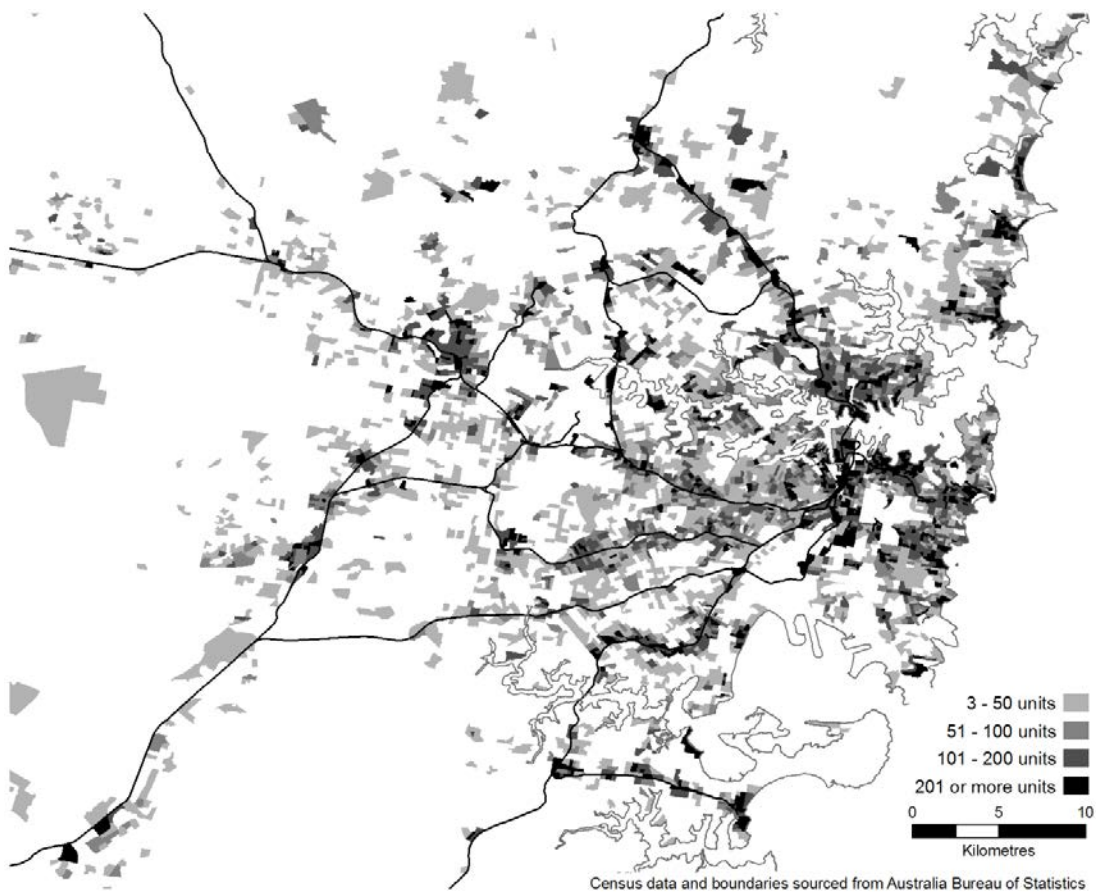 3 - 50 units
51 - 100 units
101 - 200 units
201 or more units
0 5 10
Kilometres
Census data and boundaries sourced from Australia Bureau of Statistics